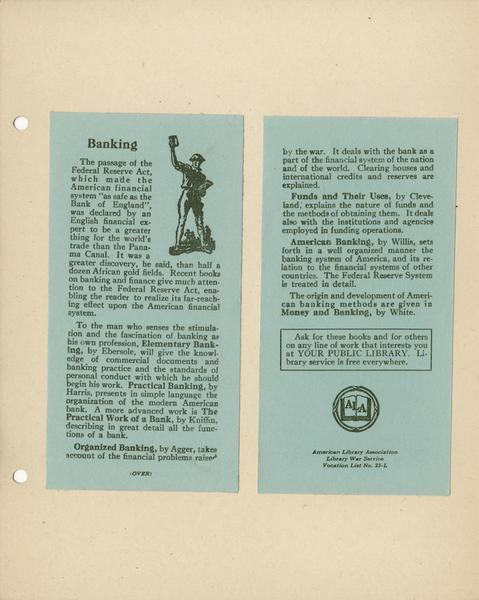 Banking
The passage of the
Federal Reserve Act,
which made the
American financial
system "as safe as the
Bank of England",
was declared by an
English financial ex-
pert to be a greater
thing for the world's
trade than the Pana-
ma Canal. It was a
greater discovery, he said, than half a
dozen African gold fields. Recent books
on banking and finance give much atten-
tion to the Federal Reserve Act, ena-
bling the reader to realize its far-reach-
ing effect upon the American financial
system.
To the man who senses the stimula-
tion and the fascination of banking as
his own profession, Elementary Bank-
ing, by Ebersole, will give the knowl-
edge of commercial documents and
banking practice and the standards of
personal conduct with which he should
begin his work. Practical Banking, by
Harris, presents in simple language the
organization of the modern American
bank. A more advanced work is The
Practical Work of a Bank, by Kniffin,
describing in great detail all the func-
tions of a bank.
Organized Banking, by Agger, takes
account of the financial problems raised
(OVER)
by the war. It deals with the bank as a
part of the financial system of the nation
and of the world. Clearing houses and
international credits and reserves are
explained.
Funds and Their Uses, by Cleve-
land, explains the nature of funds and
the methods of obtaining them. It deals
also with the institutions and agencies
employed in funding operations.
American Banking, by Willis, sets
forth in a well organized manner the
banking system of America, and its re-
lation to the financial systems of other
countries. The Federal Reserve System
is treated in detail.
The origin and development of Ameri-
can banking methods are given in
Money and Banking, by White.
Ask for these books and for others
on any line of work that interests you
at YOUR PUBLIC LIBRARY. Li-
brary service is free everywhere.
ALA
American Library Association
Library War Service
Vocation List No. 23-L